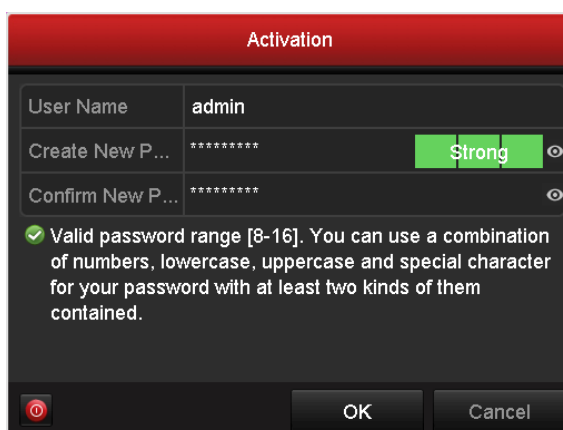 Activation
User Name admin
Create New P... ********* Strong
Confirm New P... *********
Valid password range [8-16]. You can use a combination
of numbers, lowercase, uppercase and special character
for your password with at least two kinds of them
contained.
OK Cancel